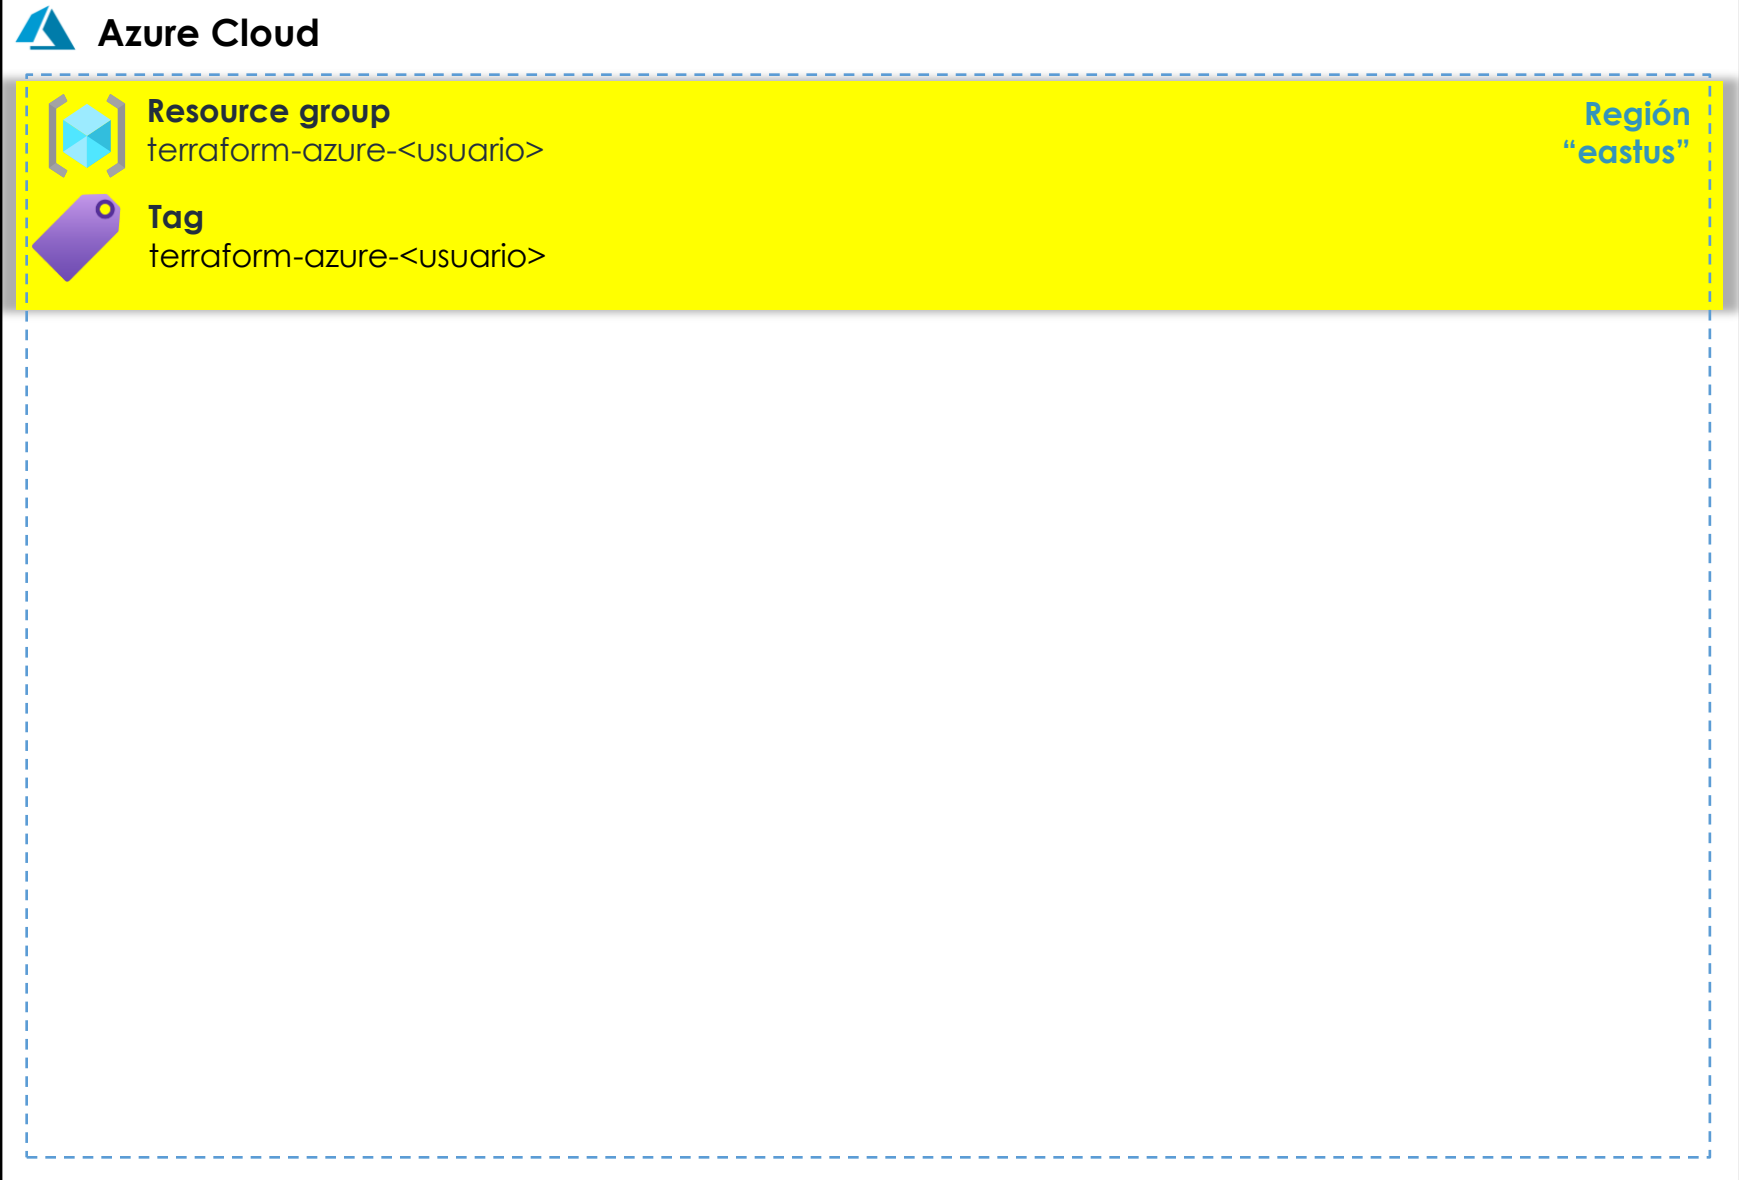 Azure Cloud
Resource group
terraform-azure-<usuario>
Región
“eastus”
Tag
terraform-azure-<usuario>